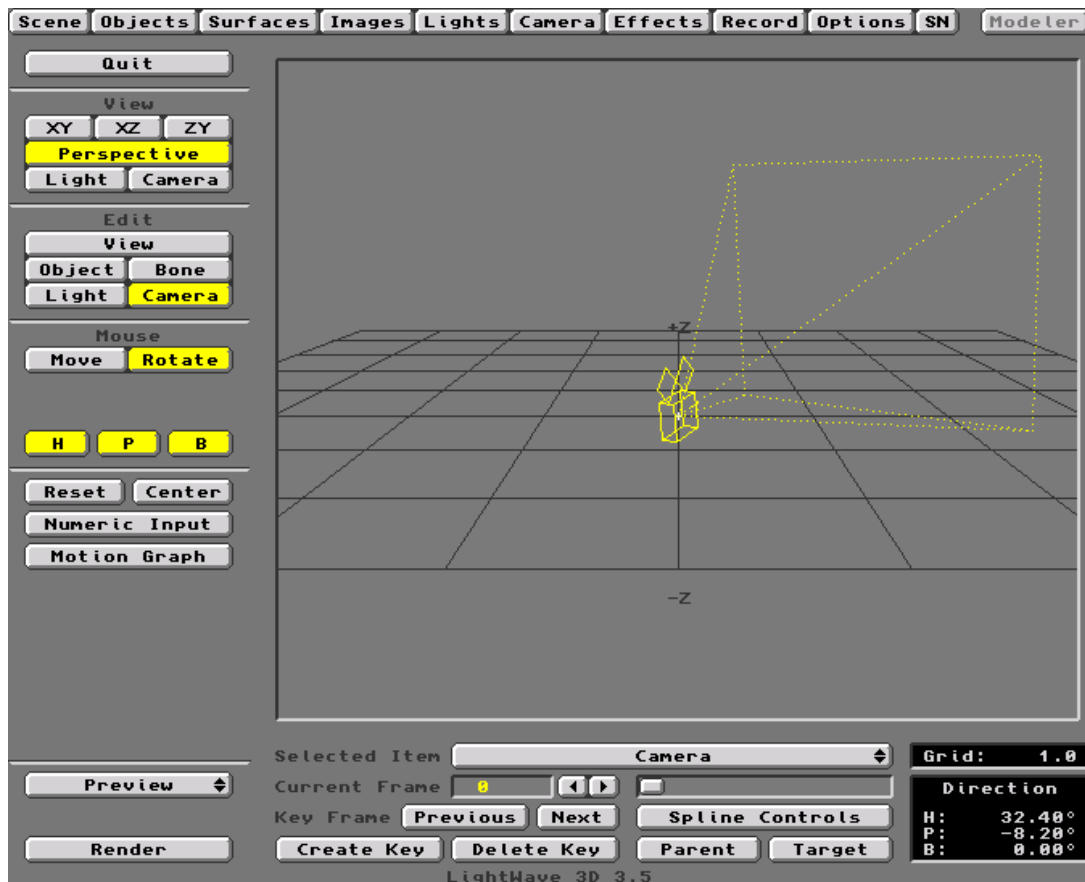 Scene Objects Surfaces Images Lights Camera Effects Record Options SN Modeler
Quit
View
XY XZ ZY
Perspective
Light Camera
Edit
View
Object Bone
Light Camera
Mouse
Move Rotate
H P B
Reset Center
Numeric Input
Motion Graph
Preview
Render
+Z
-Z
Selected Item Camera
Current Frame 0
Key Frame Previous Next Spline Controls
Create Key Delete Key Parent Target
LightWave 3D 3.5
Grid: 1.0
Direction
H: 32.40°
P: -8.20°
B: 0.00°